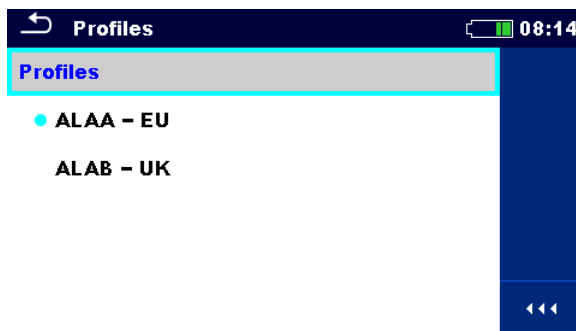 Profiles
08:14
Profiles
ALAA – EU
ALAB – UK